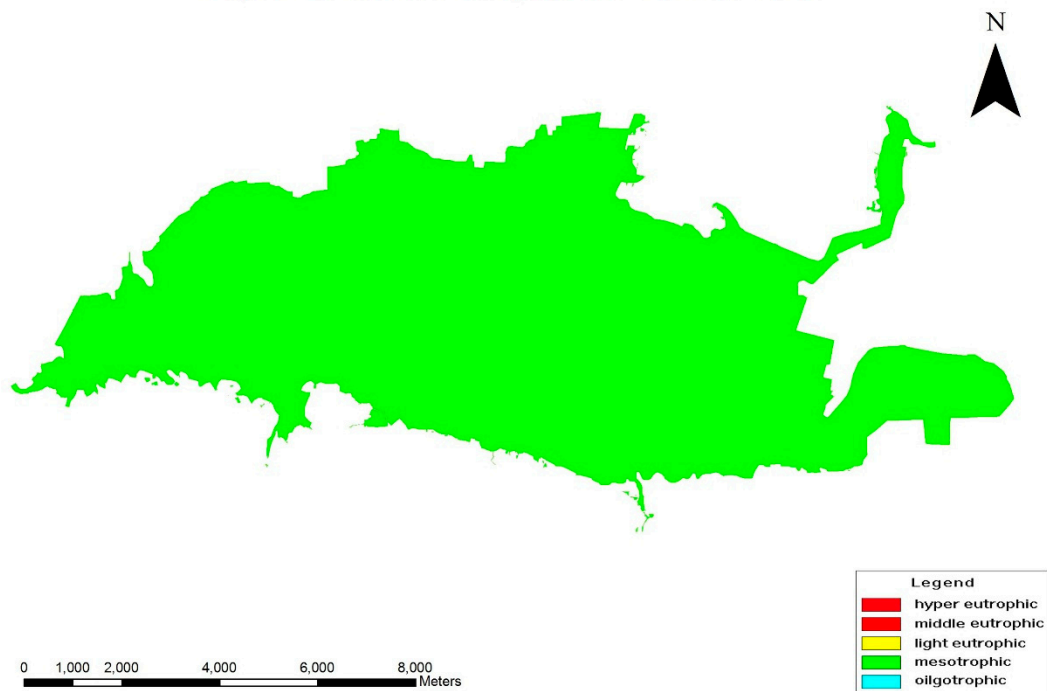 N
Legend
hyper eutrophic
middle eutrophic
light eutrophic
mesotrophic
oilgotrophic
0 1,000 2,000 4,000 6,000 8,000
Meters